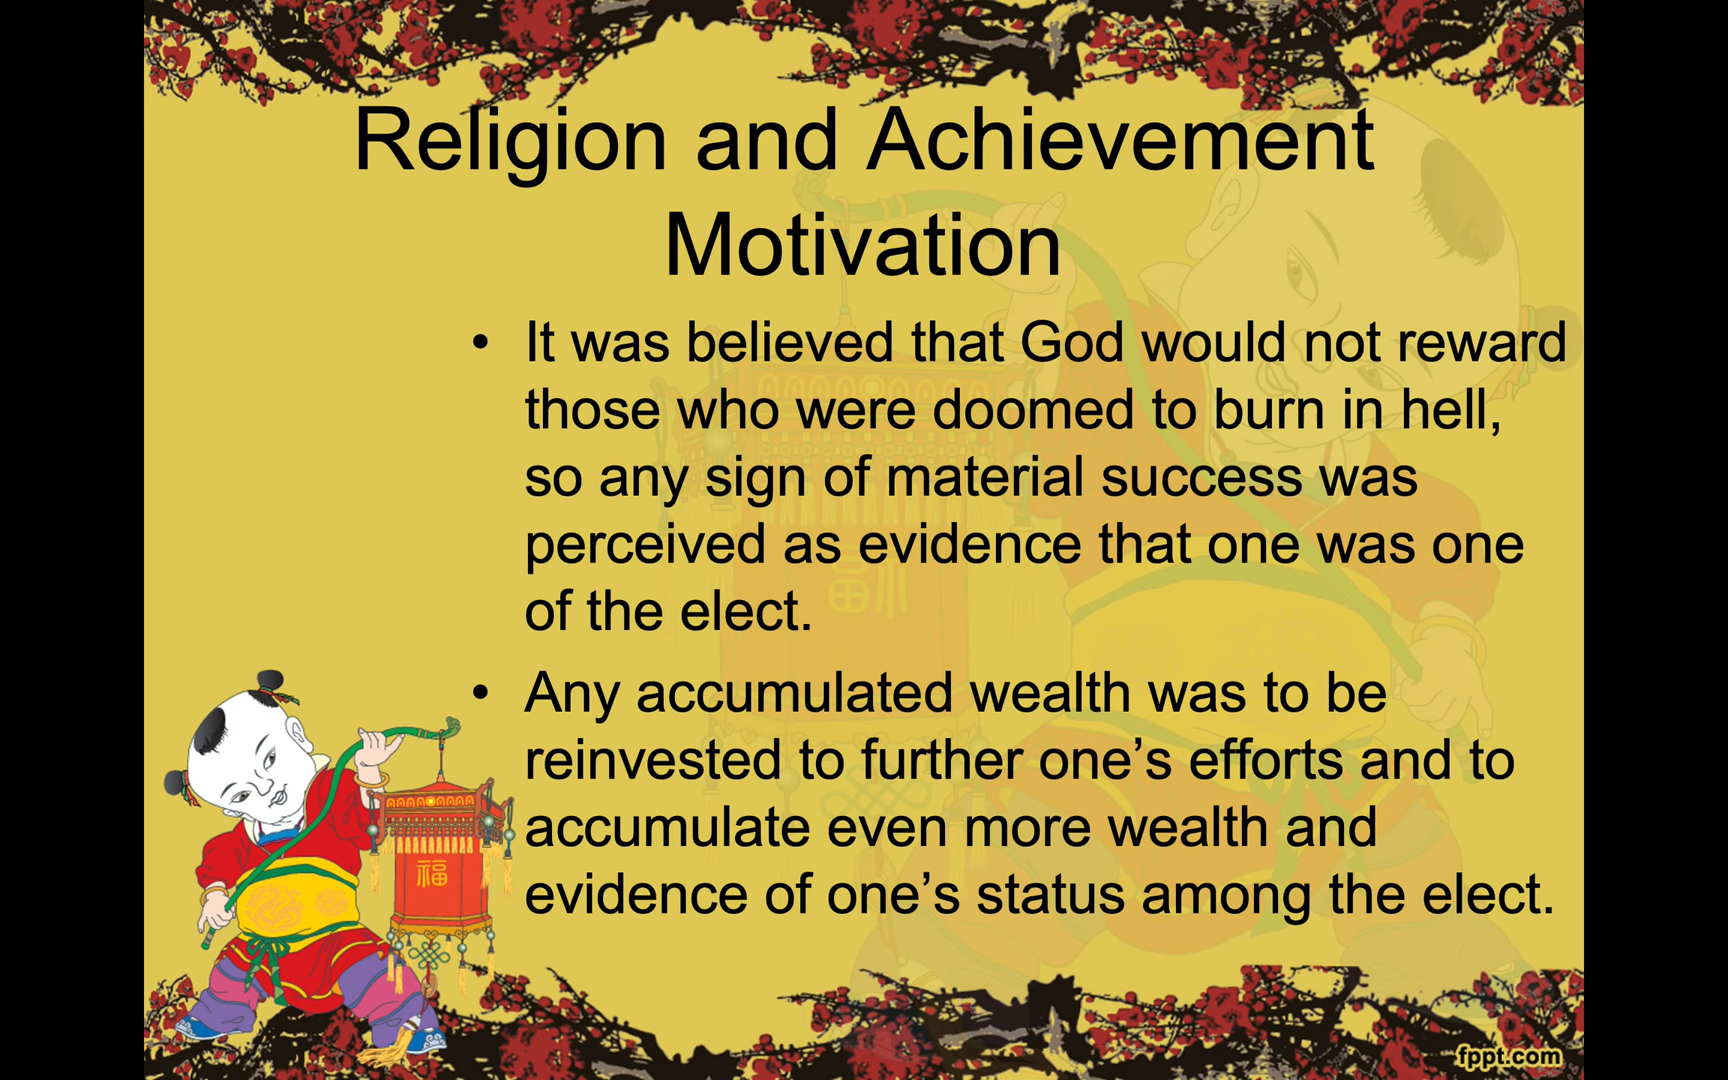 Religion and Achievement
Motivation
• It was believed that God would not reward
those who were doomed to burn in hell,
so any sign of material success was
perceived as evidence that one was one
of the elect.
• Any accumulated wealth was to be
reinvested to further one’s efforts and to
accumulate even more wealth and
evidence of one’s status among the elect.
福
fppt.com